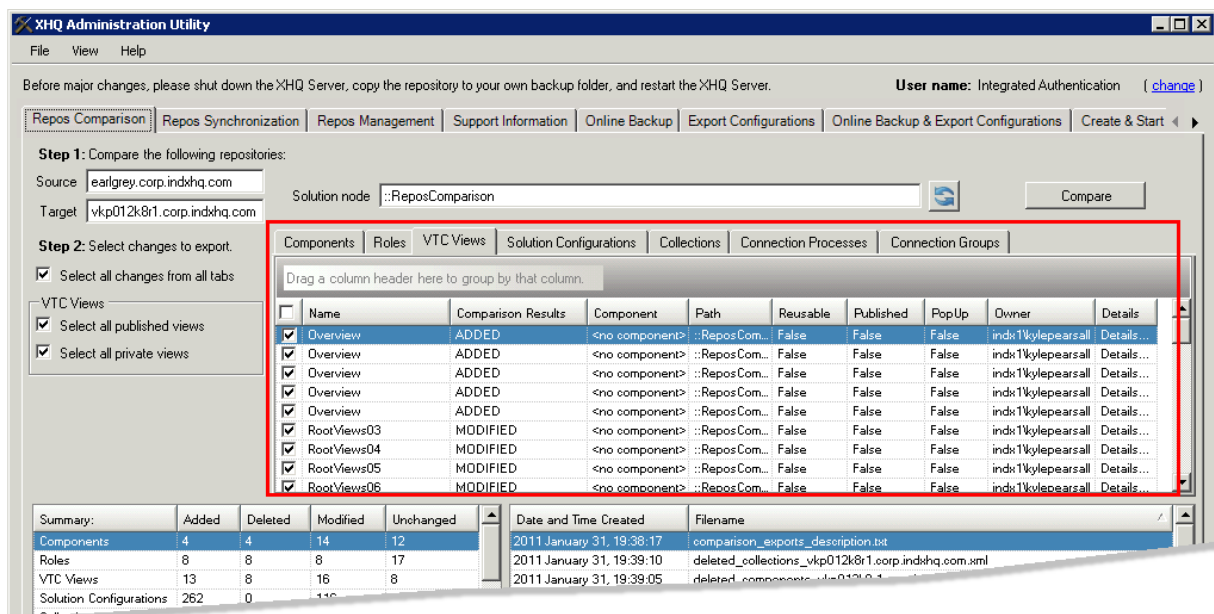 XHQ Administration Utility
File View Help
Before major changes, please shut down the XHQ Server, copy the repository to your own backup folder, and restart the XHQ Server. User name: Integrated Authentication ( change )
Repos Comparison Repos Synchronization Repos Management Support Information Online Backup Export Configurations Online Backup & Export Configurations Create & Start
Step 1: Compare the following repositories:
Source earlgrey.corp.indxhq.com
Solution node ::ReposComparison Compare
Target vkp012k8r1.corp.indxhq.com
Step 2: Select changes to export.
Components Roles VTC Views Solution Configurations Collections Connection Processes Connection Groups
Select all changes from all tabs
Drag a column header here to group by that column.
VTC Views
Select all published views
Select all private views
Name Comparison Results Component Path Reusable Published PopUp Owner Details
Overview ADDED <no component> ::ReposCom... False False False indx1\kylepearsall Details...
Overview ADDED <no component> ::ReposCom... False False False indx1\kylepearsall Details...
Overview ADDED <no component> ::ReposCom... False False False indx1\kylepearsall Details...
Overview ADDED <no component> ::ReposCom... False False False indx1\kylepearsall Details...
Overview ADDED <no component> ::ReposCom... False False False indx1\kylepearsall Details...
RootViews03 MODIFIED <no component> ::ReposCom... False False False indx1\kylepearsall Details...
RootViews04 MODIFIED <no component> ::ReposCom... False False False indx1\kylepearsall Details...
RootViews05 MODIFIED <no component> ::ReposCom... False False False indx1\kylepearsall Details...
RootViews06 MODIFIED <no component> ::ReposCom... False False False indx1\kylepearsall Details...
Summary: Added Deleted Modified Unchanged
Components 4 4 14 12
Roles 8 8 8 17
VTC Views 13 8 16 8
Solution Configurations 262 0
Date and Time Created Filename
2011 January 31, 19:38:17 comparison_exports_description.txt
2011 January 31, 19:39:10 deleted_collections_vkp012k8r1.corp.indxhq.com.xml
2011 January 31, 19:39:05